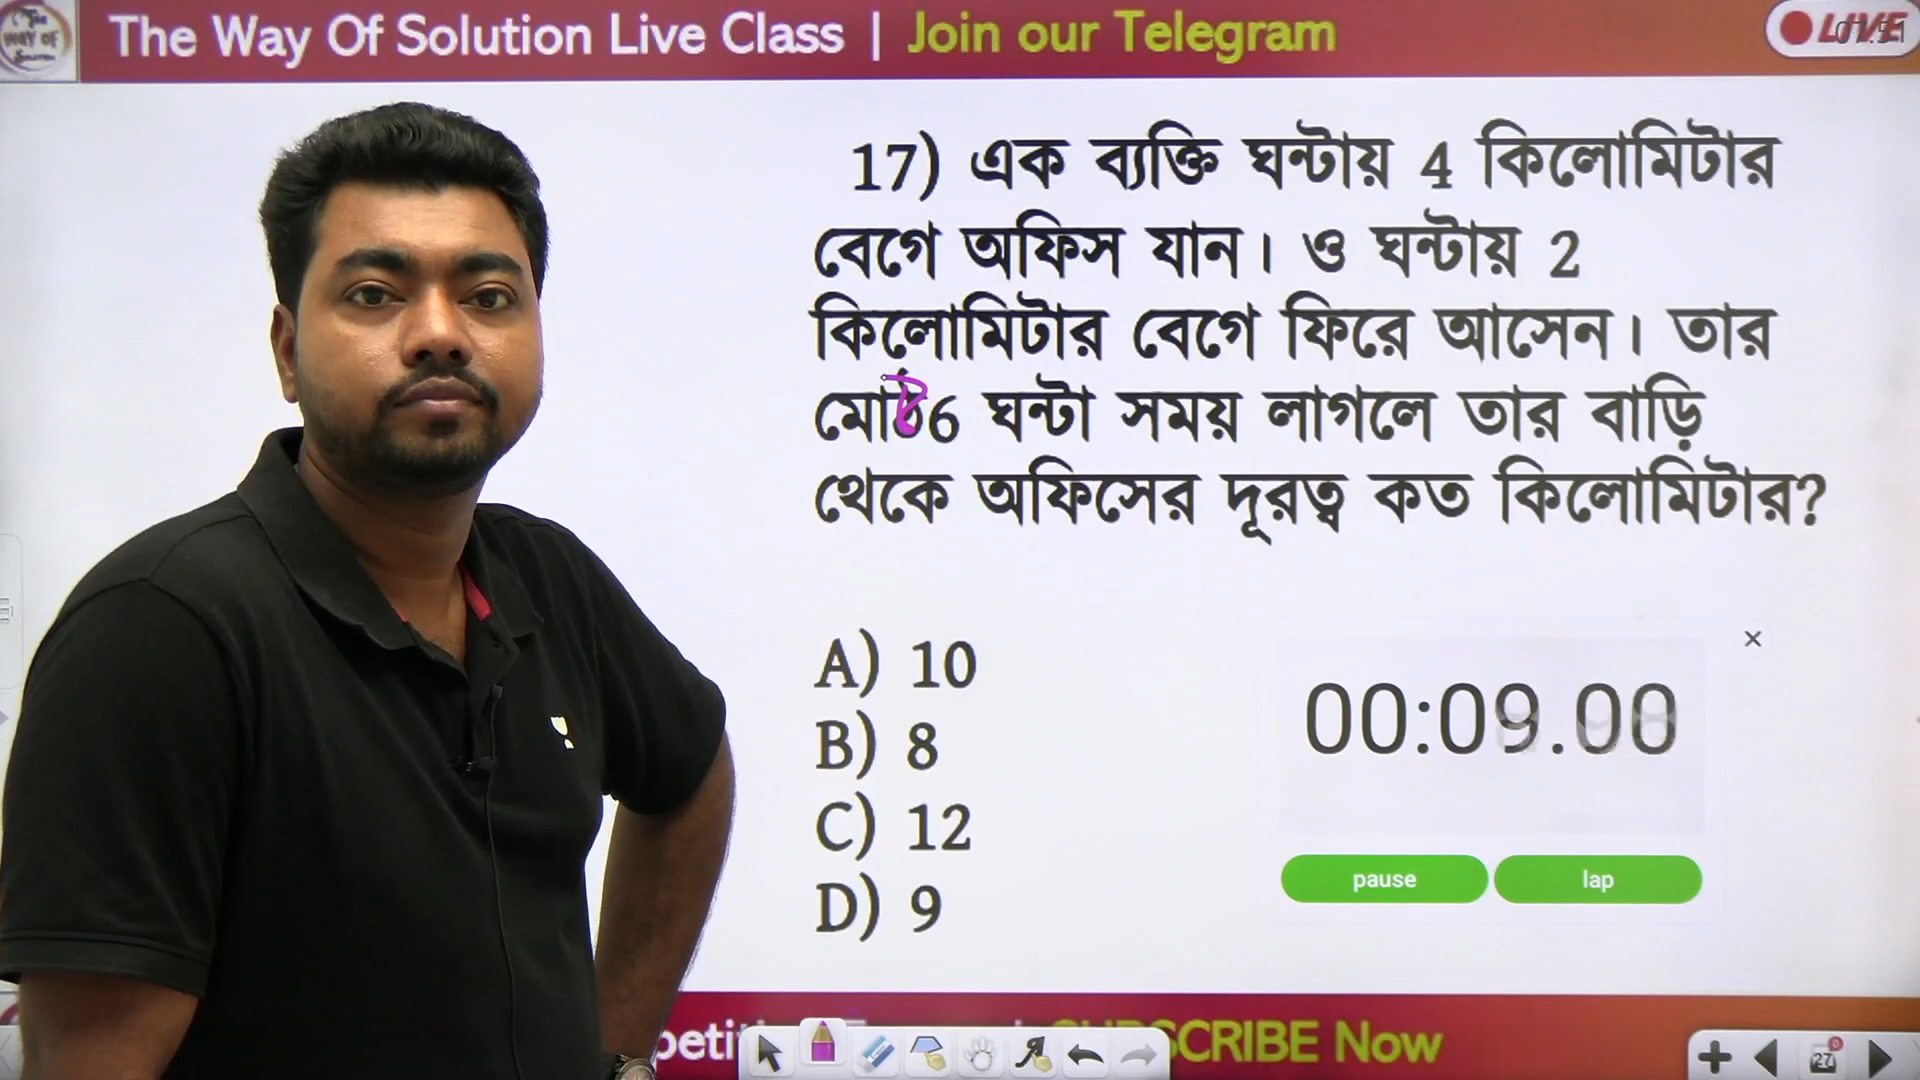 The Way Of Solution Live Class | Join our Telegram
LIVE
17) এক ব্যক্তি ঘন্টায় 4 কিলোমিটার
বেগে অফিস যান। ও ঘন্টায় 2
কিলোমিটার বেগে ফিরে আসেন। তার
6 ঘন্টা সময় লাগলে তার বাড়ি
থেকে অফিসের দূরত্ব কত কিলোমিটার?
A) 10
B) 8
C) 12
D) 9
00:09.00
pause lap
Now
27